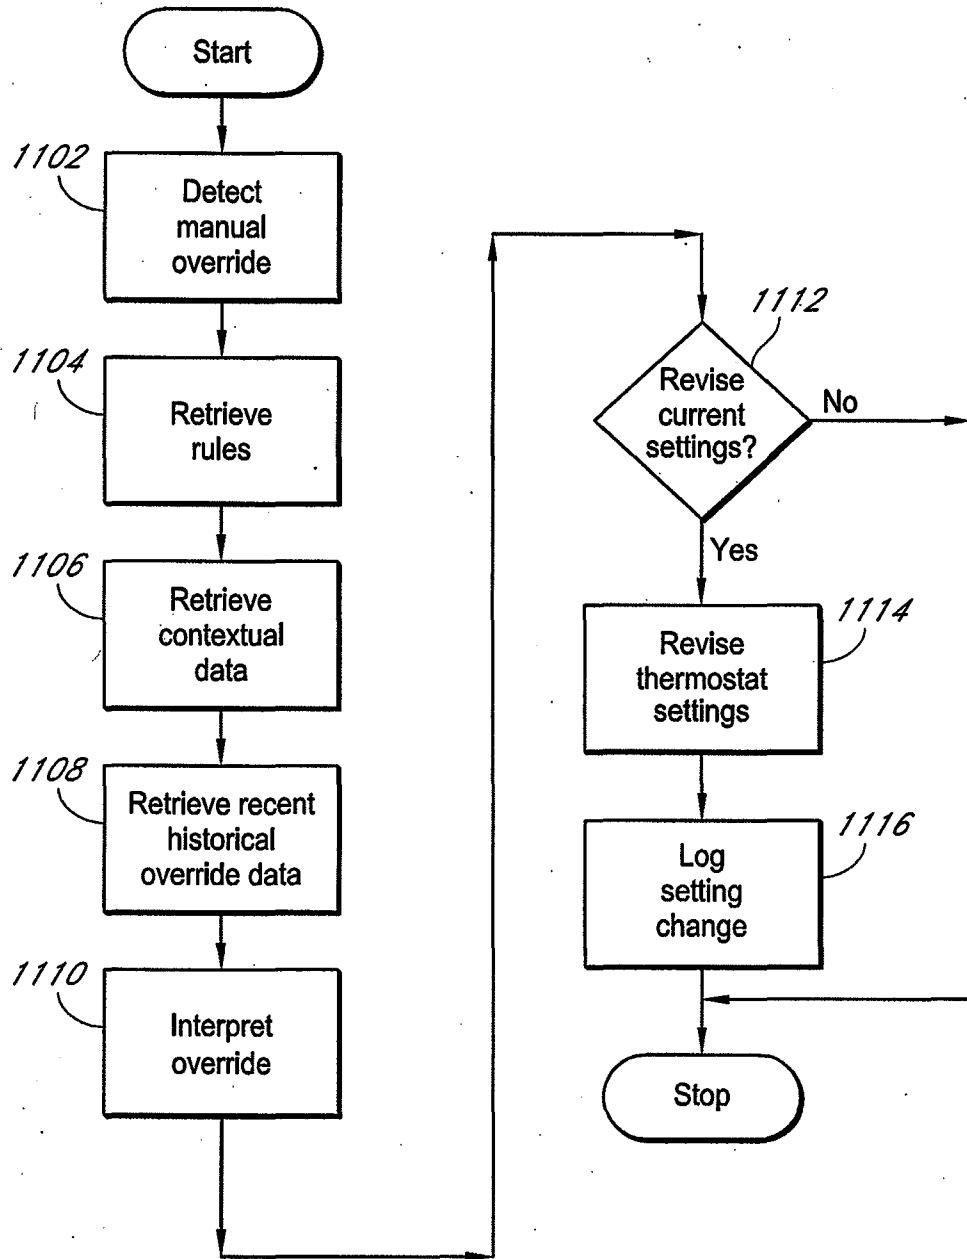 Start
1102
Detect
manual
override
1104
Retrieve
rules
1106
Retrieve
contextual
data
1108
Retrieve recent
historical
override data
1110
Interpret
override
1112
Revise
current
settings?
No
Yes
1114
Revise
thermostat
settings
1116
Log
setting
change
Stop